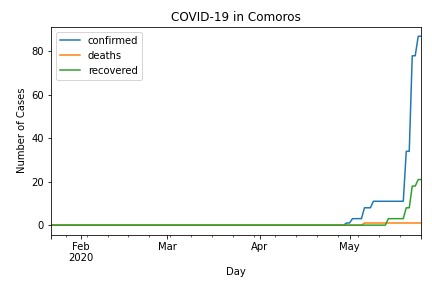 COVID-19 in Comoros
confirmed
deaths
recovered
Number of Cases
80
60
40
20
0
Feb
2020
Mar
Apr
May
Day